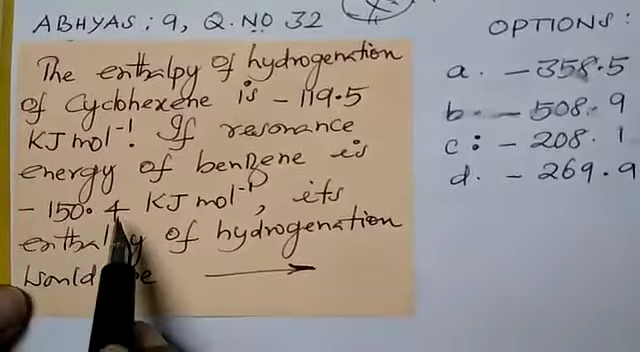 ABHYAS : 9, Q. NO 32
OPTIONS :
The enthalpy of hydrogenation
of Cyclohexene is - 119.5
KJ mol-1. If resonance
energy of benzene is
- 150.4 KJ mol-1, its
of hydrogenation
would
a. - 358.5
b. - 508.9
c : - 208.1
d. - 269.9